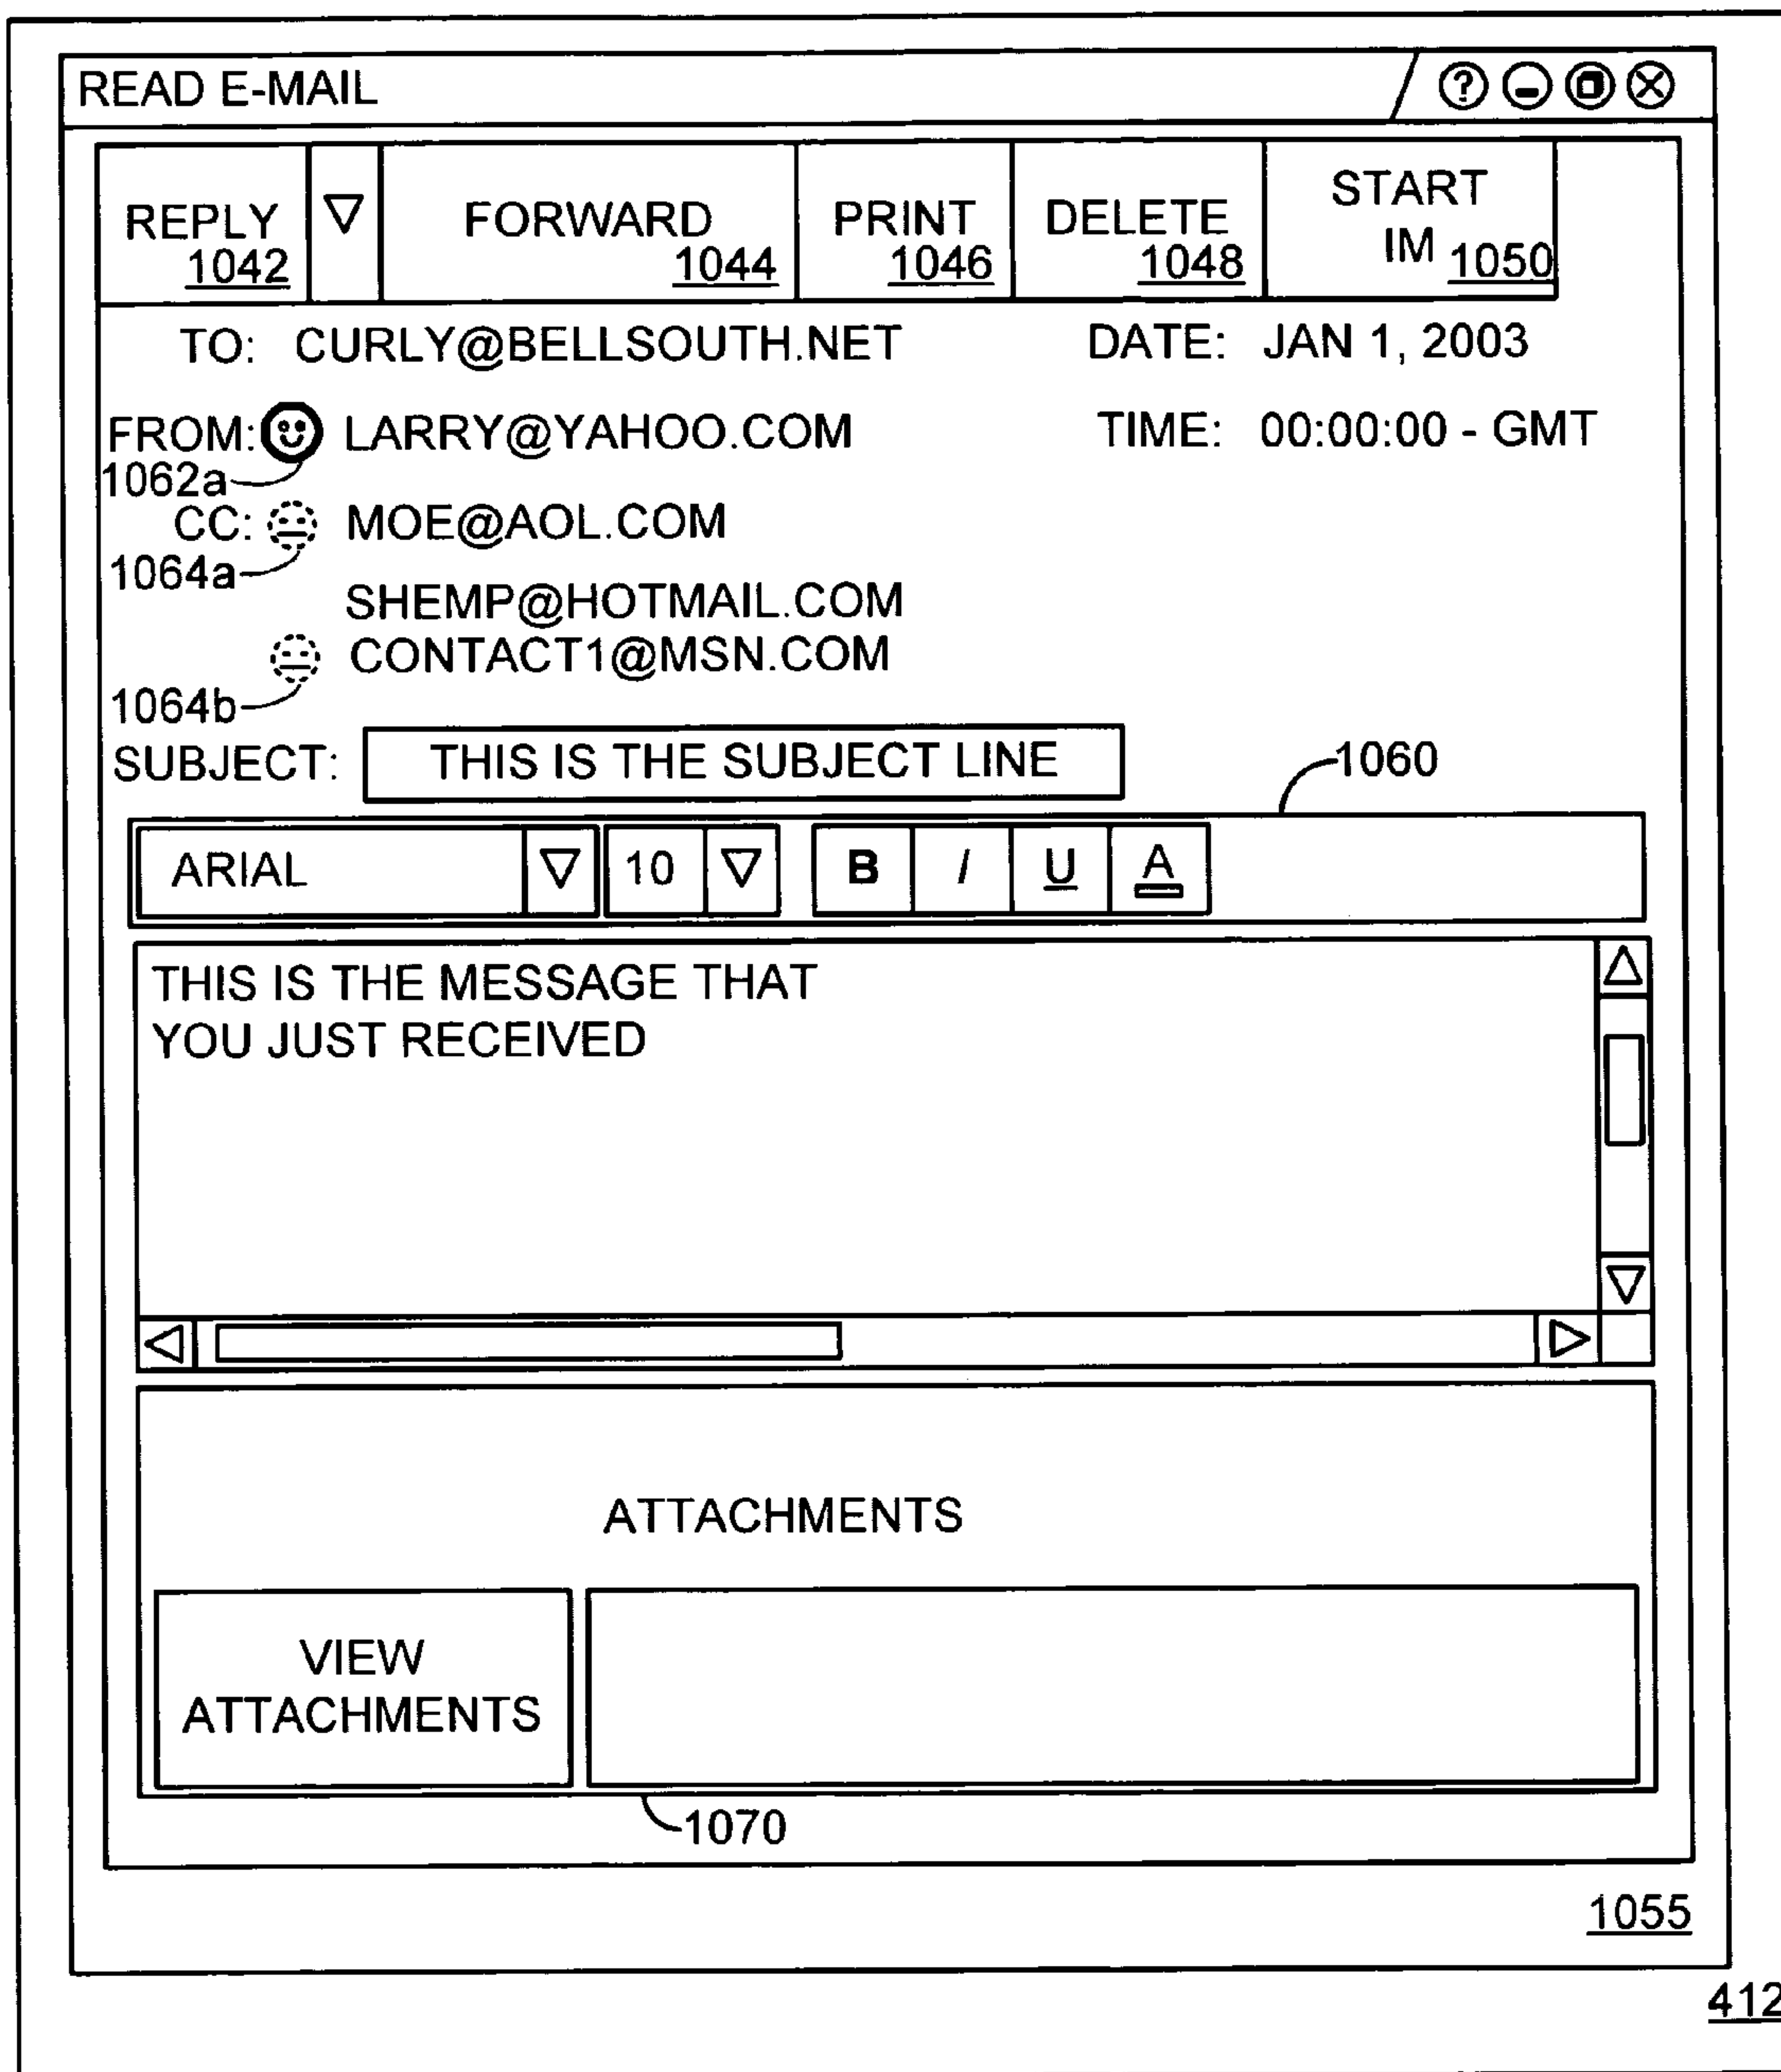 READ E-MAIL ?
REPLY 1042 FORWARD 1044 PRINT 1046 DELETE 1048 START IM 1050
TO: CURLY@BELLSOUTH.NET DATE: JAN 1, 2003
FROM: LARRY@YAHOO.COM TIME: 00:00:00 - GMT
1062a
CC: MOE@AOL.COM
1064a
SHEMP@HOTMAIL.COM
CONTACT1@MSN.COM
1064b
SUBJECT: THIS IS THE SUBJECT LINE 1060
ARIAL 10 B I U A
THIS IS THE MESSAGE THAT
YOU JUST RECEIVED
ATTACHMENTS
VIEW
ATTACHMENTS
1070
1055
412